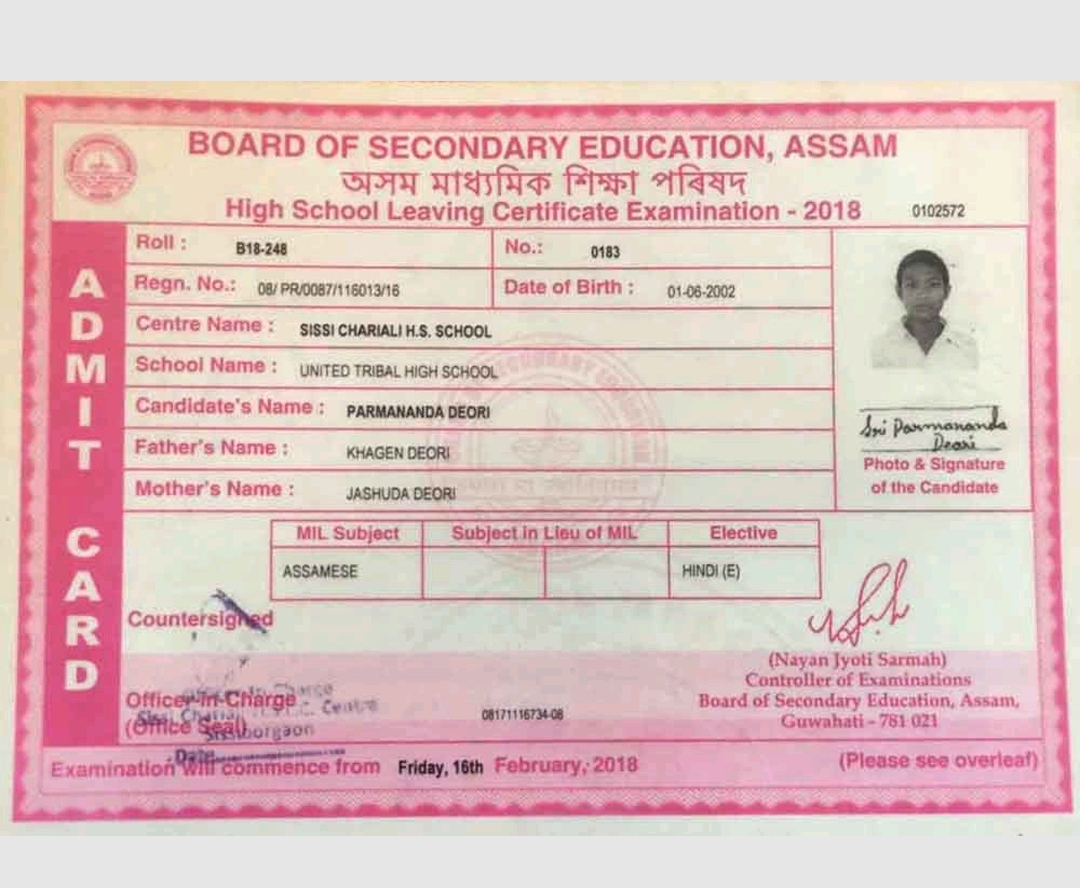 BOARD OF SECONDARY EDUCATION, ASSAM
অসম মাধ্যমিক শিক্ষা পৰিষদ
High School Leaving Certificate Examination - 2018 0102572
ADMIT CARD
Roll : B18-248 No.: 0183
Regn. No.: 08/ PR/0087/116013/16 Date of Birth : 01-06-2002
Centre Name : SISSI CHARIALI H.S. SCHOOL
School Name : UNITED TRIBAL HIGH SCHOOL
Candidate's Name : PARMANANDA DEORI
Father's Name : KHAGEN DEORI
Mother's Name : JASHUDA DEORI
Sri Parmananda
Deori
Photo & Signature
of the Candidate
MIL Subject Subject in Lieu of MIL Elective
ASSAMESE HINDI (E)
Countersigned
(Nayan Jyoti Sarmah)
Controller of Examinations
Board of Secondary Education, Assam,
Guwahati - 781 021
Officer-in-Charge
(Office Seal)
Officer In Charge
Centre
Sissiborgaon
Date
08171116734-08
Examination will commence from Friday, 16th February, 2018 (Please see overleaf)